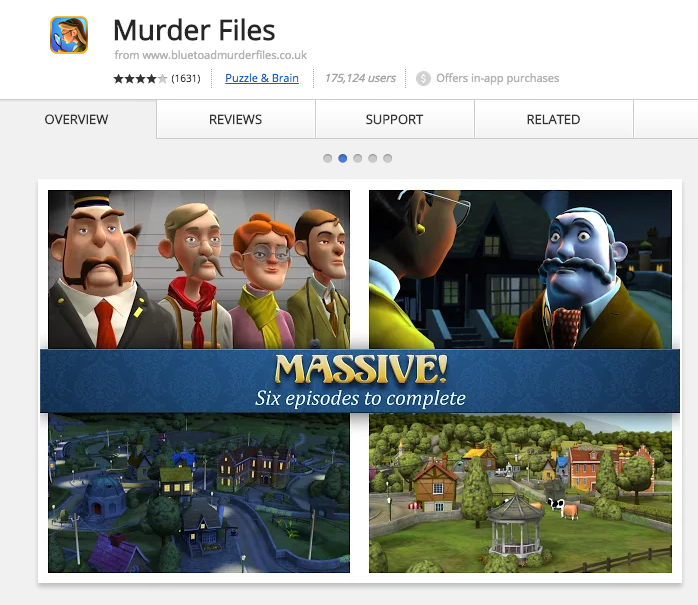 Murder Files
from www.bluetoadmurderfiles.co.uk
(1631) Puzzle & Brain 175,124 users $ Offers in-app purchases
OVERVIEW REVIEWS SUPPORT RELATED
MASSIVE!
Six episodes to complete